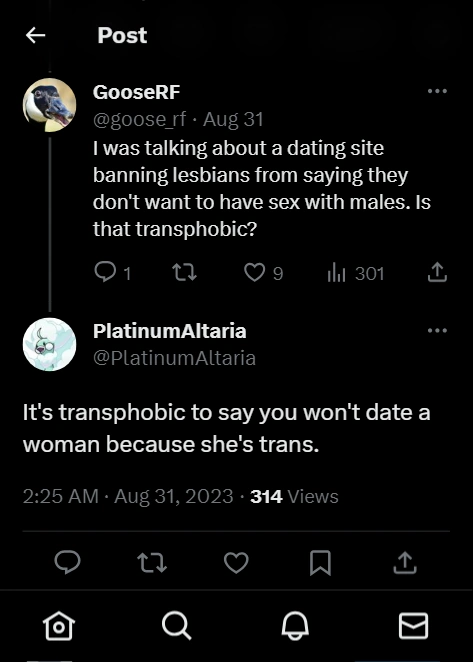 Post
GooseRF
@goose_rf · Aug 31
I was talking about a dating site
banning lesbians from saying they
don't want to have sex with males. Is
that transphobic?
1
9
301
PlatinumAltaria
@PlatinumAltaria
It's transphobic to say you won't date a
woman because she's trans.
2:25 AM · Aug 31, 2023 · 314 Views